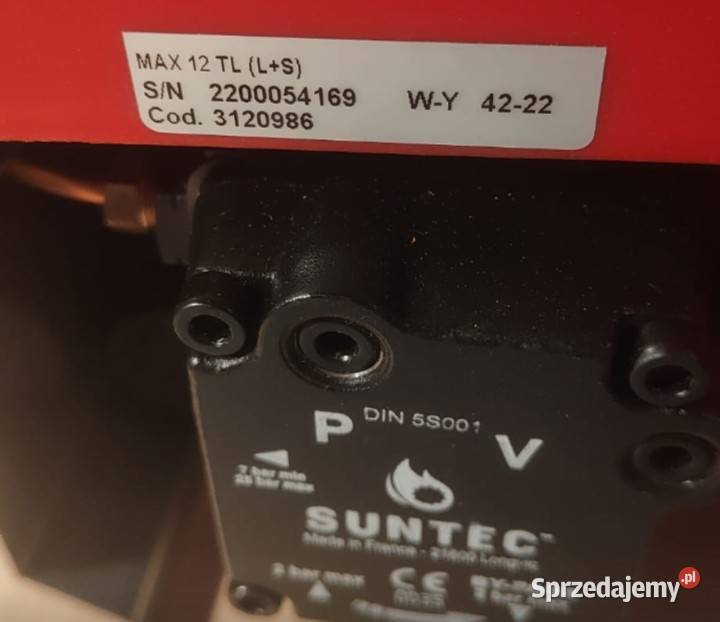 MAX 12 TL (L+S)
S/N 2200054169 W-Y 42-22
Cod. 3120986
P DIN 5S001 V
7 bar min
25 bar max
SUNTEC™
Made in France - 21600 Longvic
2 bar max CE
Sprzedajemy.pl